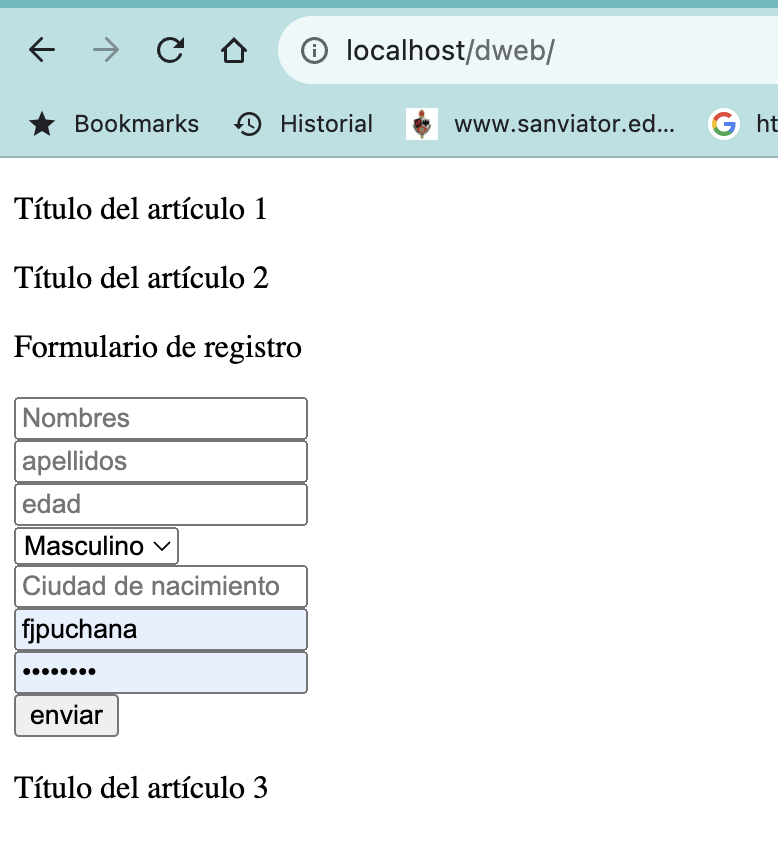 localhost/dweb/
Bookmarks Historial www.sanviator.ed... ht
Título del artículo 1
Título del artículo 2
Formulario de registro
Nombres
apellidos
edad
Masculino
Ciudad de nacimiento
fjpuchana
••••••••
enviar
Título del artículo 3